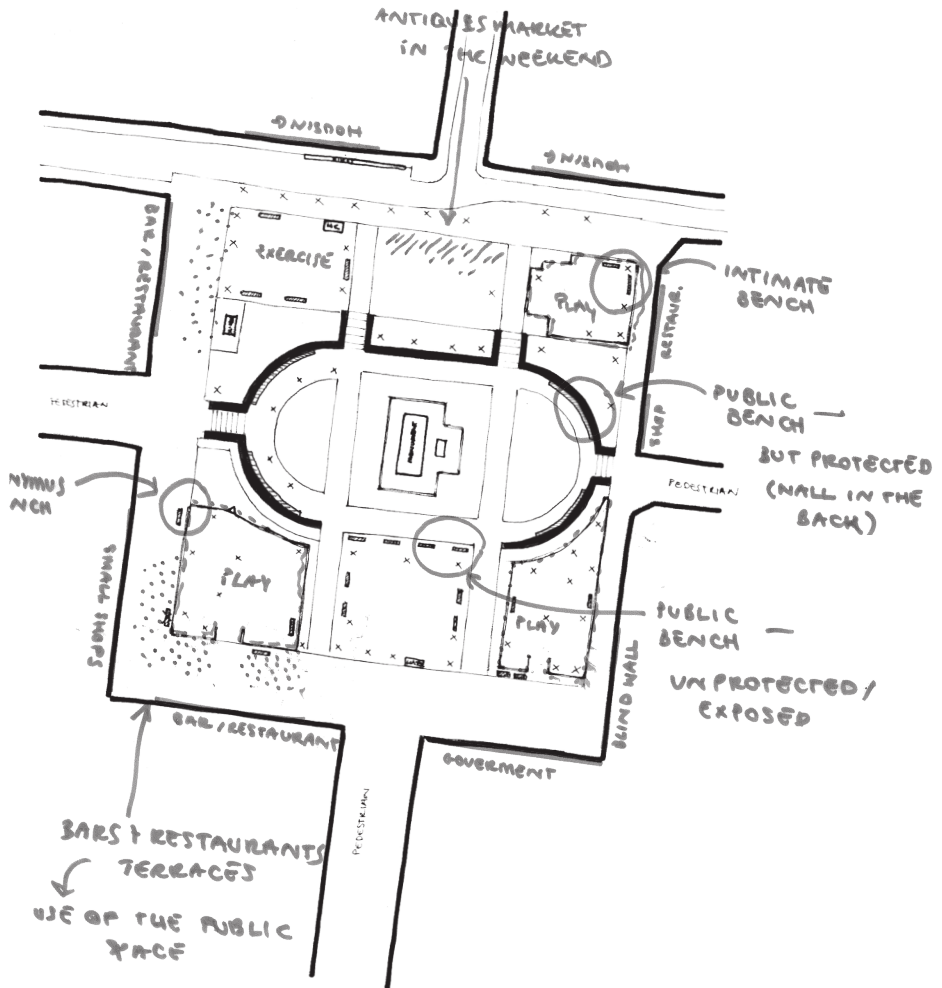 ANTIQUES MARKET
IN THE WEEKEND
HOUSING
HOUSING
BAR/RESTAURANT
EXERCISE
PLAY
INTIMATE
BENCH
RESTAUR.
PUBLIC
BENCH —
BUT PROTECTED
(WALL IN THE
BACK)
SHOP
PEDESTRIAN
PEDESTRIAN
NYMUS
NCH
SMALL SHOPS
PLAY
PLAY
PUBLIC
BENCH —
UNPROTECTED/
EXPOSED
BLIND WALL
BAR/RESTAURANT
GOVERMENT
PEDESTRIAN
BARS & RESTAURANTS
TERRACES
USE OF THE PUBLIC
SPACE